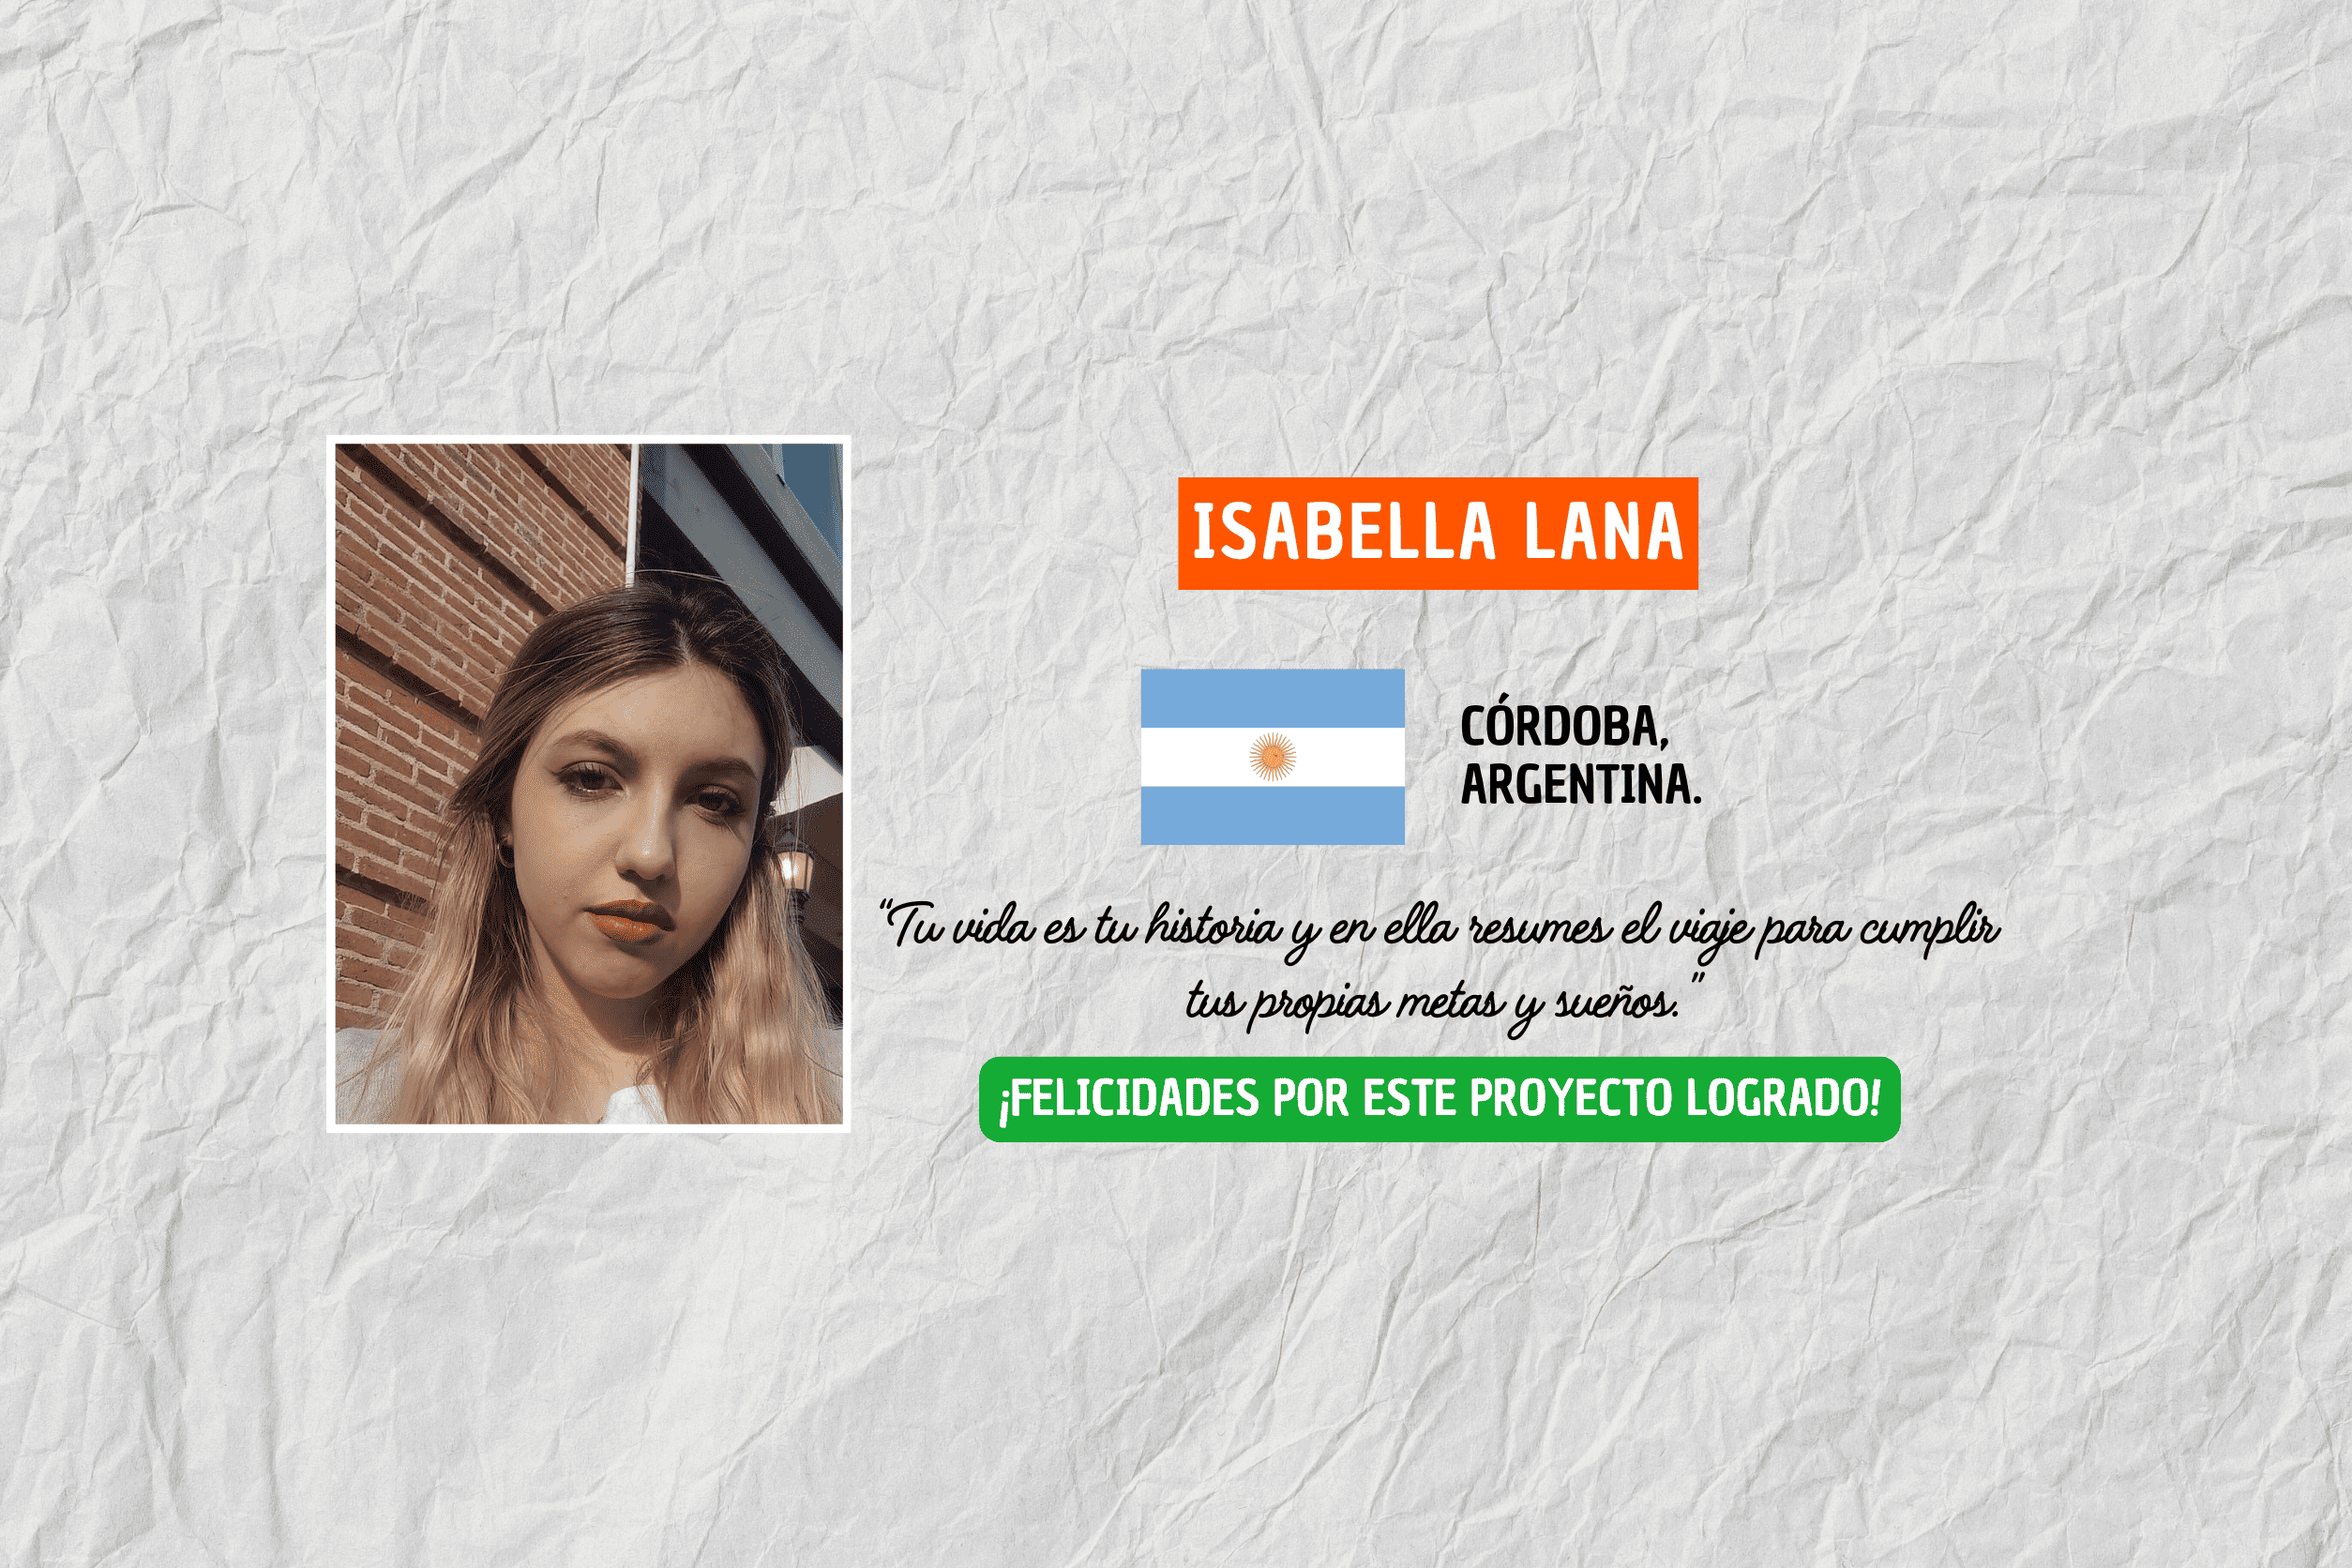 ISABELLA LANA
CÓRDOBA,
ARGENTINA.
"Tu vida es tu historia y en ella resumes el viaje para cumplir
tus propias metas y sueños."
¡FELICIDADES POR ESTE PROYECTO LOGRADO!